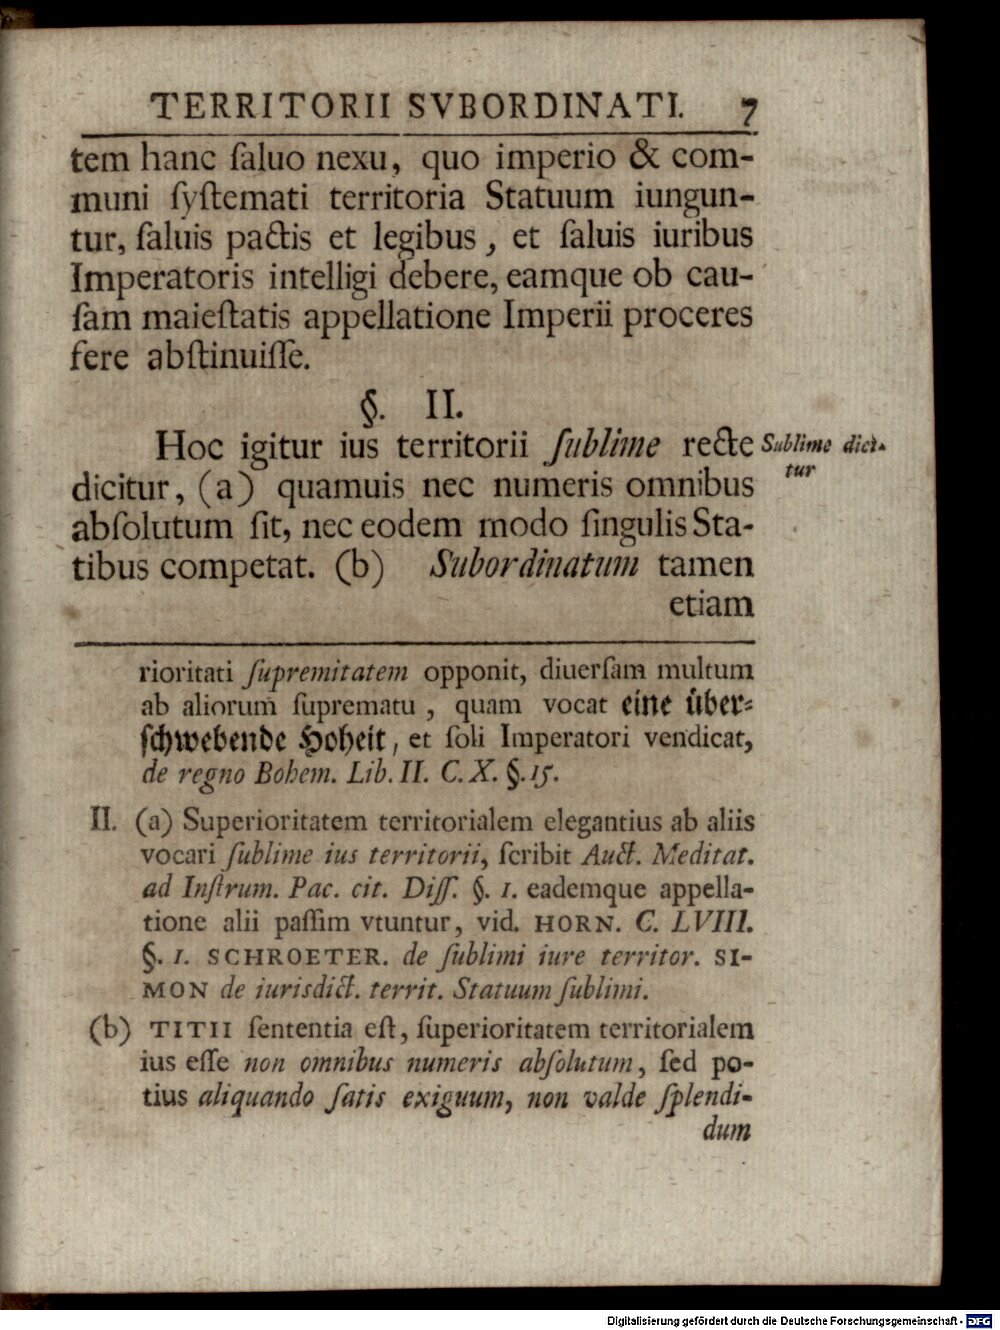 TERRITORII SVBORDINATI. 7
tem hanc ſaluo nexu, quo imperio & com-
muni ſyſtemati territoria Statuum iungun-
tur, ſaluis pactis et legibus, et ſaluis iuribus
Imperatoris intelligi debere, eamque ob cau-
ſam maieſtatis appellatione Imperii proceres
fere abſtinuiſſe.
§. II.
Hoc igitur ius territorii ſublime recte
Sublime dici-
tur
dicitur, (a) quamuis nec numeris omnibus
abſolutum ſit, nec eodem modo ſingulis Sta-
tibus competat. (b) Subordinatum tamen
etiam
rioritati ſupremitatem opponit, diuerſam multum
ab aliorum ſuprematu, quam vocat eine über-
ſchwebende Hoheit, et ſoli Imperatori vendicat,
de regno Bohem. Lib. II. C. X. §. 15.
II. (a) Superioritatem territorialem elegantius ab aliis
vocari ſublime ius territorii, ſcribit Auct. Meditat.
ad Inſtrum. Pac. cit. Diſſ. §. 1. eademque appella-
tione alii paſſim vtuntur, vid. HORN. C. LVIII.
§. 1. SCHROETER. de ſublimi iure territor. SI-
MON de iurisdict. territ. Statuum ſublimi.
(b) TITII ſententia eſt, ſuperioritatem territorialem
ius eſſe non omnibus numeris abſolutum, ſed po-
tius aliquando ſatis exiguum, non valde ſplendi-
dum
Digitalisierung gefördert durch die Deutsche Forschungsgemeinschaft - DFG